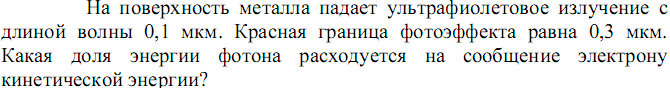 На поверхность металла падает ультрафиолетовое излучение с
длиной волны 0,1 мкм. Красная граница фотоэффекта равна 0,3 мкм.
Какая доля энергии фотона расходуется на сообщение электрону
кинетической энергии?